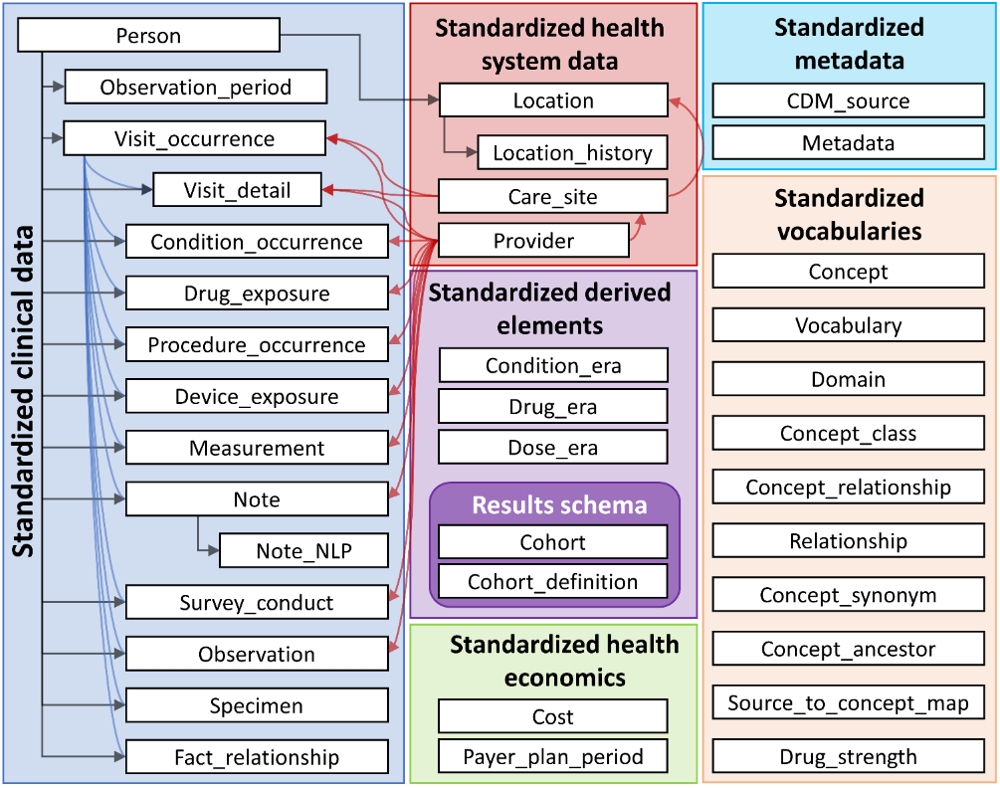 Standardized clinical data
Person
Observation_period
Visit_occurrence
Visit_detail
Condition_occurrence
Drug_exposure
Procedure_occurrence
Device_exposure
Measurement
Note
Note_NLP
Survey_conduct
Observation
Specimen
Fact_relationship
Standardized health
system data
Location
Location_history
Care_site
Provider
Standardized derived
elements
Condition_era
Drug_era
Dose_era
Results schema
Cohort
Cohort_definition
Standardized health
economics
Cost
Payer_plan_period
Standardized
metadata
CDM_source
Metadata
Standardized
vocabularies
Concept
Vocabulary
Domain
Concept_class
Concept_relationship
Relationship
Concept_synonym
Concept_ancestor
Source_to_concept_map
Drug_strength